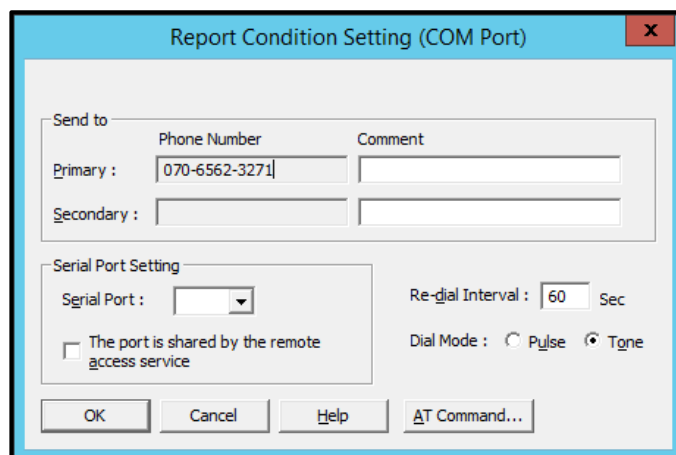 Report Condition Setting (COM Port)
x
Send to
Phone Number Comment
Primary : 070-6562-3271
Secondary :
Serial Port Setting
Serial Port :
The port is shared by the remote
access service
Re-dial Interval : 60 Sec
Dial Mode : Pulse Tone
OK Cancel Help AT Command...